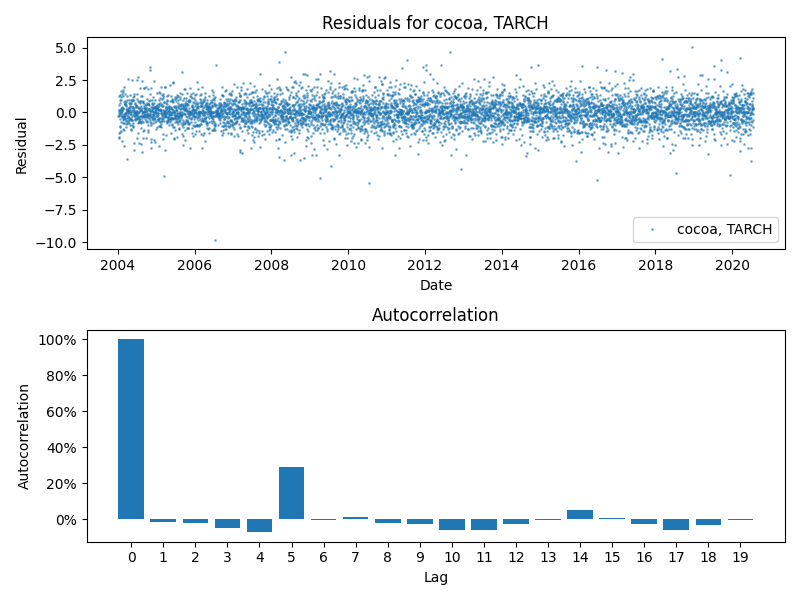 Residuals for cocoa, TARCH
5.0
2.5
0.0
−2.5
−5.0
−7.5
−10.0
Residual
cocoa, TARCH
2004 2006 2008 2010 2012 2014 2016 2018 2020
Date
Autocorrelation
100%
80%
60%
40%
20%
0%
Autocorrelation
0 1 2 3 4 5 6 7 8 9 10 11 12 13 14 15 16 17 18 19
Lag